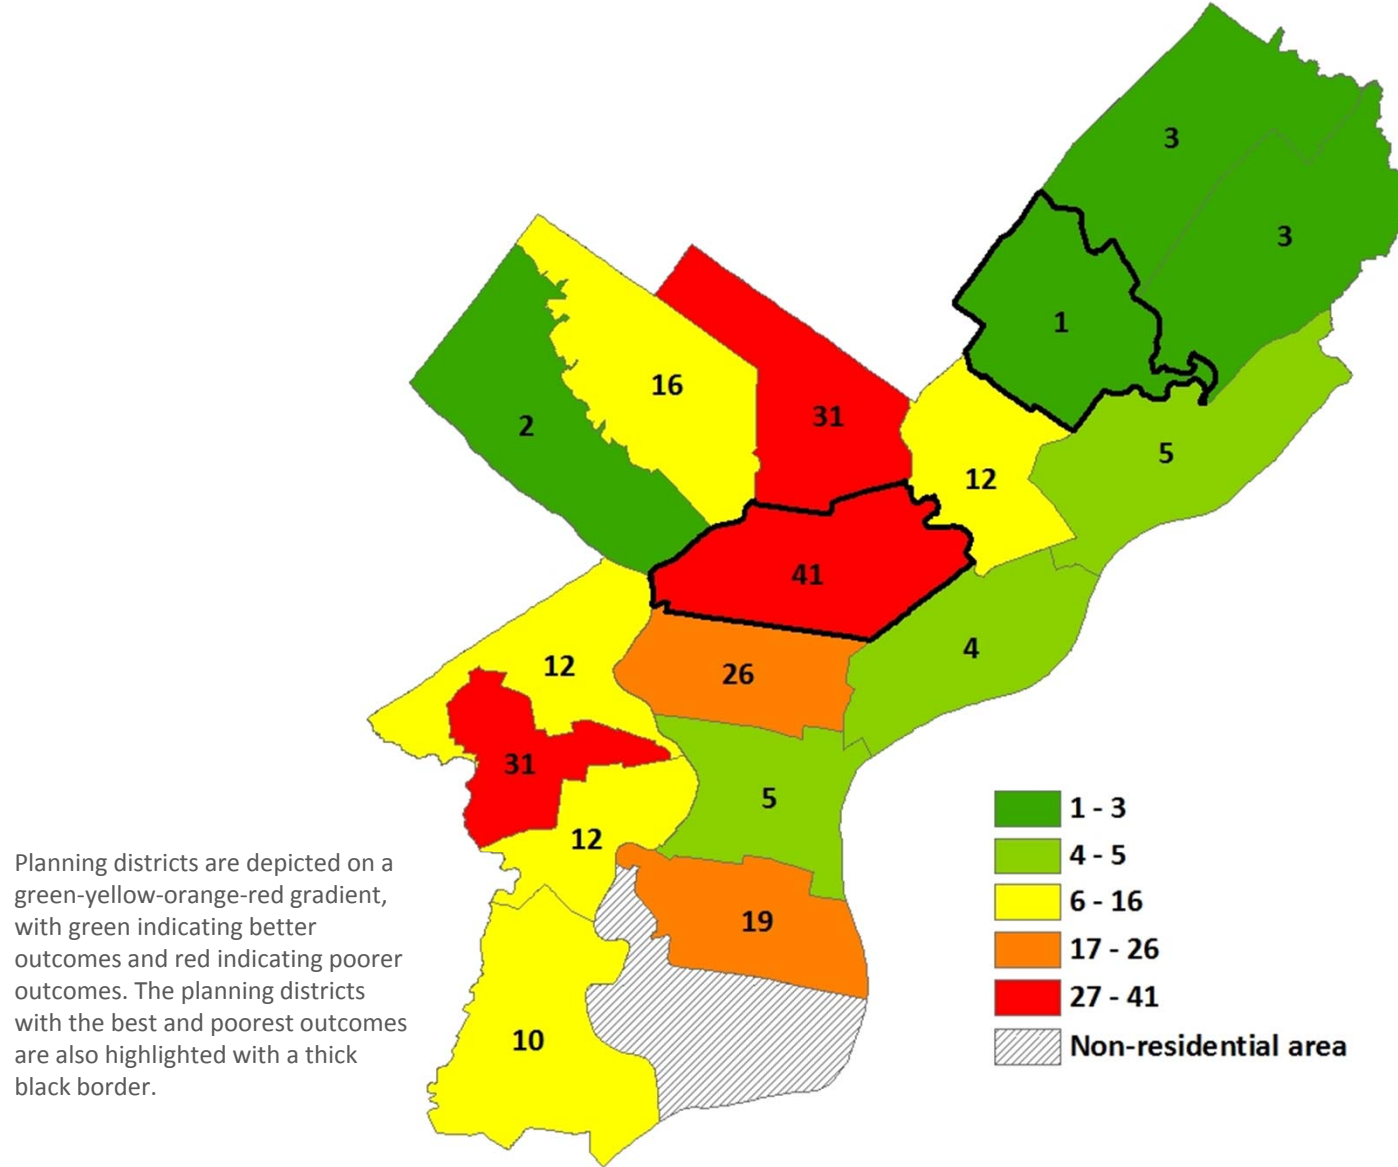 3
3
1
16
2
31
12
5
41
4
12
26
31
5
12
19
10
1 - 3
4 - 5
6 - 16
17 - 26
27 - 41
Non-residential area
Planning districts are depicted on a
green-yellow-orange-red gradient,
with green indicating better
outcomes and red indicating poorer
outcomes. The planning districts
with the best and poorest outcomes
are also highlighted with a thick
black border.